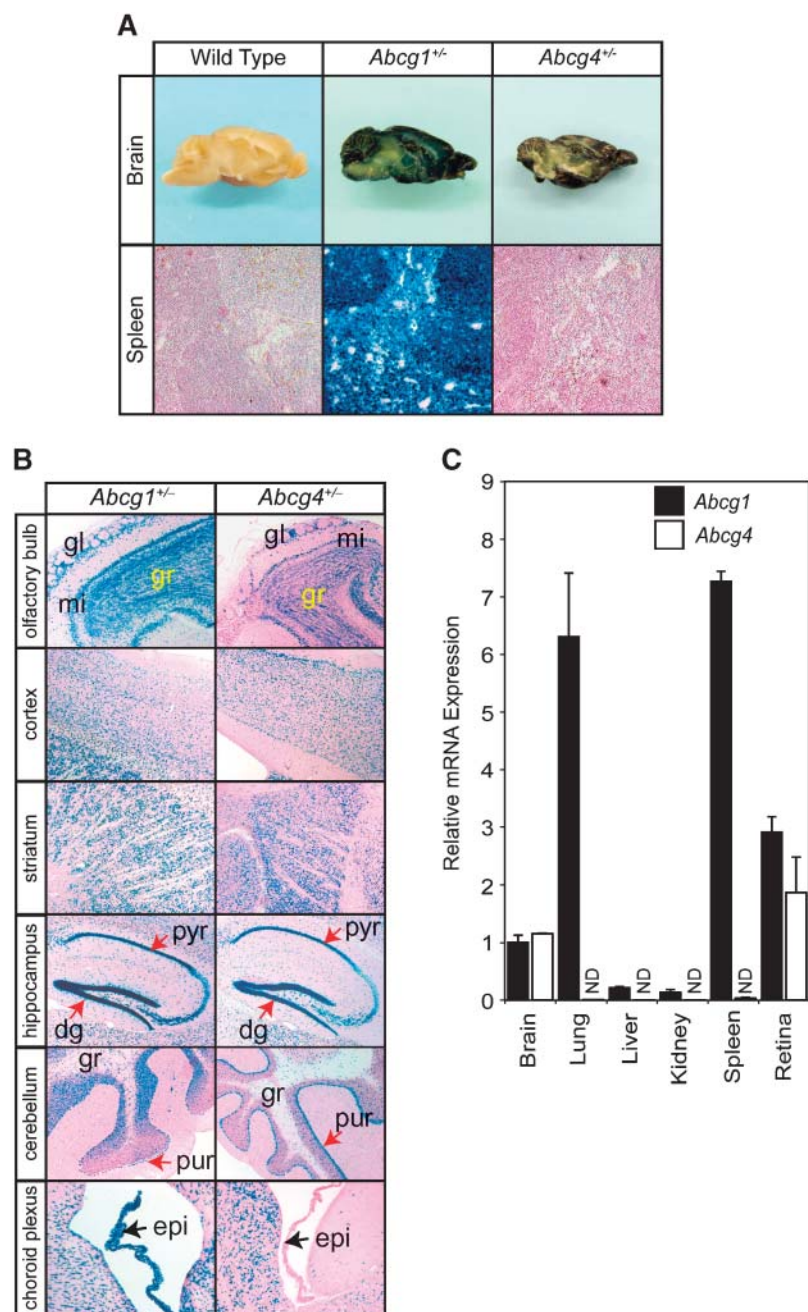 A
Wild Type
Abcg1+/-
Abcg4+/-
Brain
Spleen
B
Abcg1+/–
Abcg4+/–
olfactory bulb
gl
mi
gr
gl
mi
gr
cortex
striatum
hippocampus
pyr
dg
pyr
dg
cerebellum
gr
pur
gr
pur
choroid plexus
epi
epi
C
Abcg1
Abcg4
Relative mRNA Expression
9
8
7
6
5
4
3
2
1
0
ND
ND
ND
ND
Brain
Lung
Liver
Kidney
Spleen
Retina